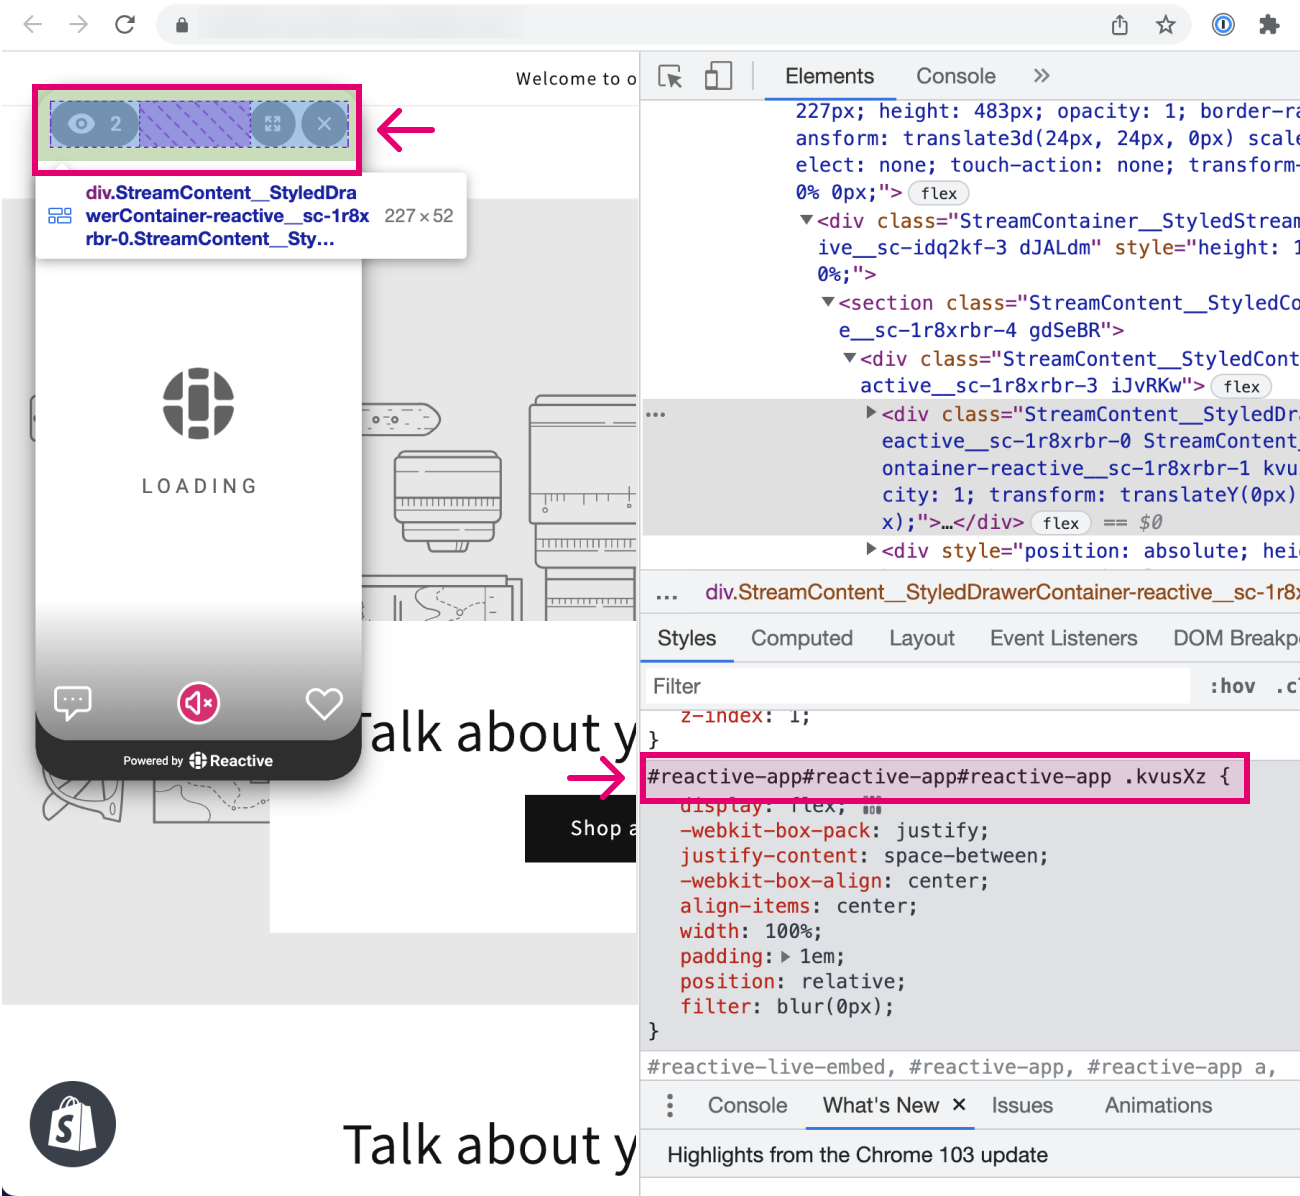 Welcome to o
2
div.StreamContent__StyledDra
werContainer-reactive__sc-1r8x
rbr-0.StreamContent__Sty...
227 × 52
LOADING
Powered by Reactive
Talk about y
Shop a
Talk about y
Elements Console »
227px; height: 483px; opacity: 1; border-ra
ansform: translate3d(24px, 24px, 0px) scale
elect: none; touch-action: none; transform-
0% 0px;"> flex
▼<div class="StreamContainer__StyledStream
ive__sc-idq2kf-3 dJALdm" style="height: 1
0%;">
▼<section class="StreamContent__StyledCo
e__sc-1r8xrbr-4 gdSeBR">
▼<div class="StreamContent__StyledCont
active__sc-1r8xrbr-3 iJvRKw"> flex
... ▶<div class="StreamContent__StyledDra
eactive__sc-1r8xrbr-0 StreamContent_
ontainer-reactive__sc-1r8xrbr-1 kvus
city: 1; transform: translateY(0px)
x);">…</div> flex == $0
▶<div style="position: absolute; hei
... div.StreamContent__StyledDrawerContainer-reactive__sc-1r8x
Styles Computed Layout Event Listeners DOM Breakp
Filter :hov .cl
z-index: 1;
}
#reactive-app#reactive-app#reactive-app .kvusXz {
display: flex;
-webkit-box-pack: justify;
justify-content: space-between;
-webkit-box-align: center;
align-items: center;
width: 100%;
padding: ▶ 1em;
position: relative;
filter: blur(0px);
}
#reactive-live-embed, #reactive-app, #reactive-app a,
Console What's New × Issues Animations
Highlights from the Chrome 103 update